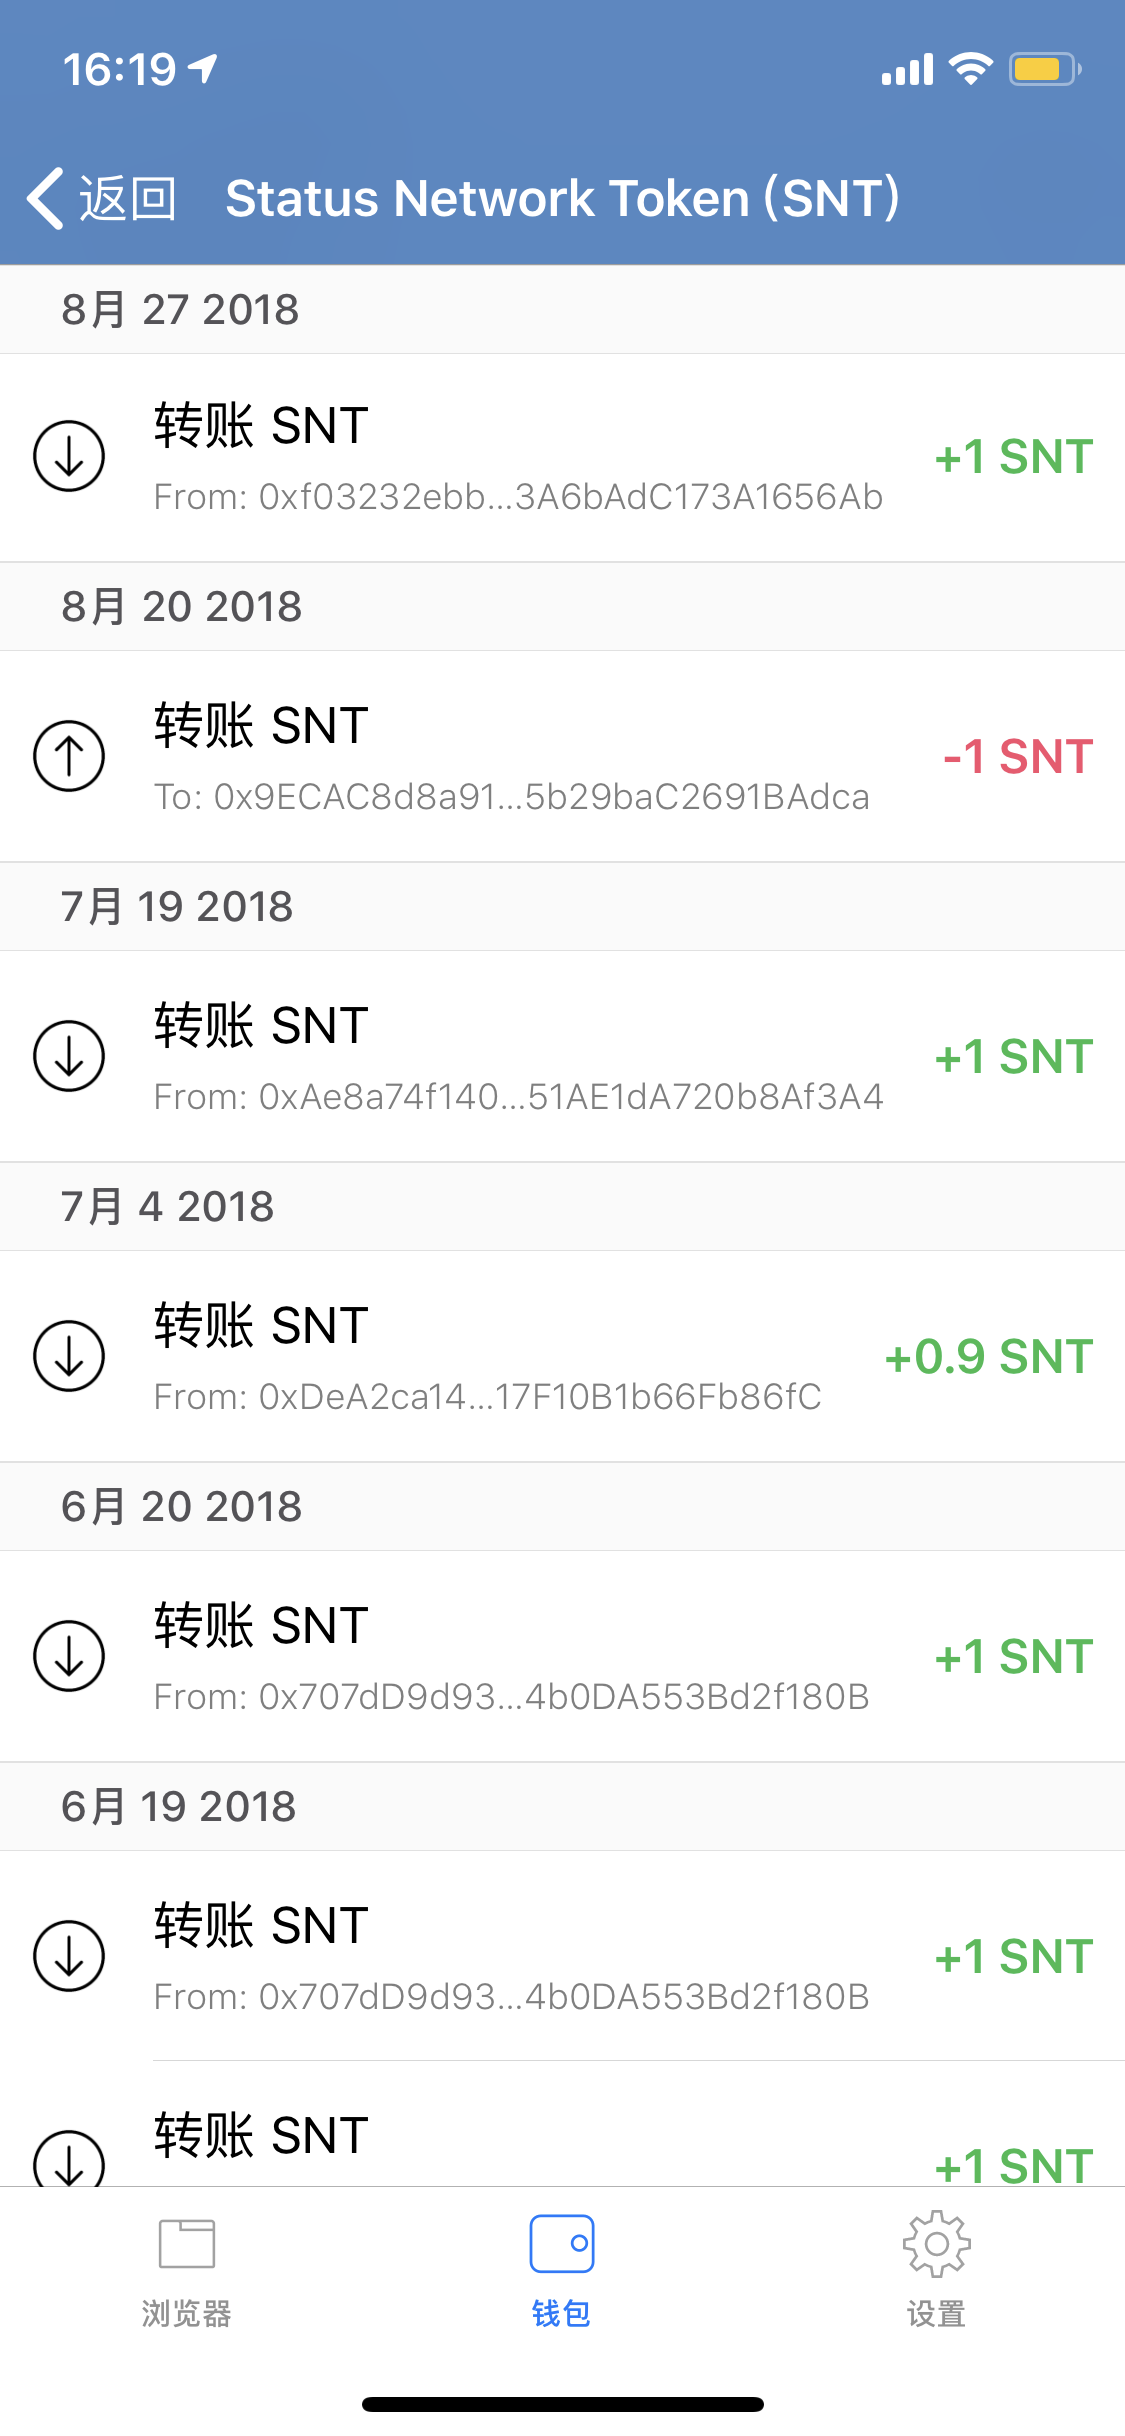 16:19
返回 Status Network Token (SNT)
8月 27 2018
转账 SNT
+1 SNT
From: 0xf03232ebb...3A6bAdC173A1656Ab
8月 20 2018
转账 SNT
-1 SNT
To: 0x9ECAC8d8a91...5b29baC2691BAdca
7月 19 2018
转账 SNT
+1 SNT
From: 0xAe8a74f140...51AE1dA720b8Af3A4
7月 4 2018
转账 SNT
+0.9 SNT
From: 0xDeA2ca14...17F10B1b66Fb86fC
6月 20 2018
转账 SNT
+1 SNT
From: 0x707dD9d93...4b0DA553Bd2f180B
6月 19 2018
转账 SNT
+1 SNT
From: 0x707dD9d93...4b0DA553Bd2f180B
转账 SNT
+1 SNT
浏览器 钱包 设置